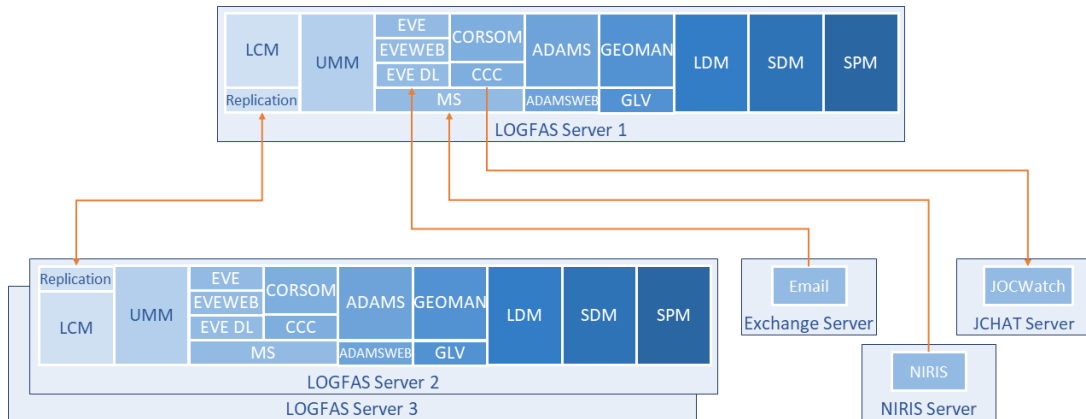 LCM
Replication
UMM
EVE
EVEWEB
EVE DL
CORSOM
CCC
MS
ADAMS
ADAMSWEB
GEOMAN
GLV
LDM
SDM
SPM
LOGFAS Server 1
Replication
LCM
UMM
EVE
EVEWEB
EVE DL
CORSOM
CCC
MS
ADAMS
ADAMSWEB
GEOMAN
GLV
LDM
SDM
SPM
LOGFAS Server 2
LOGFAS Server 3
Email
Exchange Server
JOCWatch
JCHAT Server
NIRIS
NIRIS Server